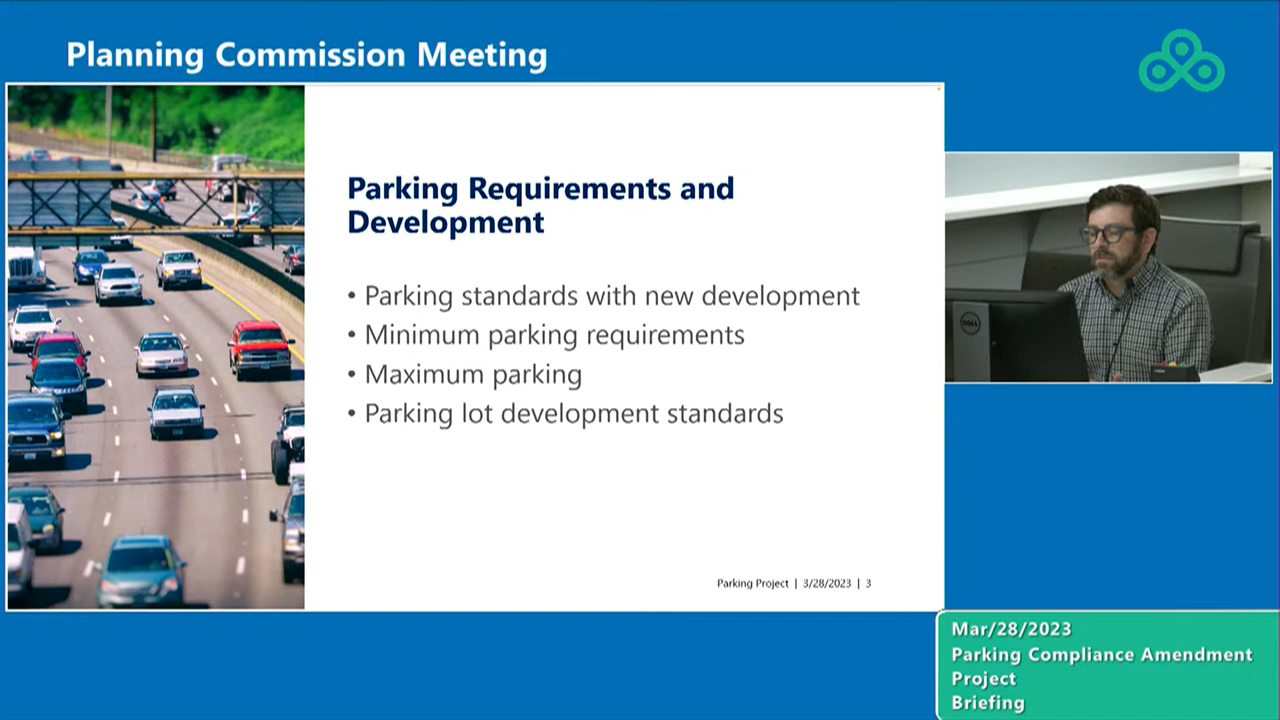 Planning Commission Meeting
Parking Requirements and
Development
• Parking standards with new development
• Minimum parking requirements
• Maximum parking
• Parking lot development standards
Parking Project | 3/28/2023 | 3
DELL
Mar/28/2023
Parking Compliance Amendment
Project
Briefing